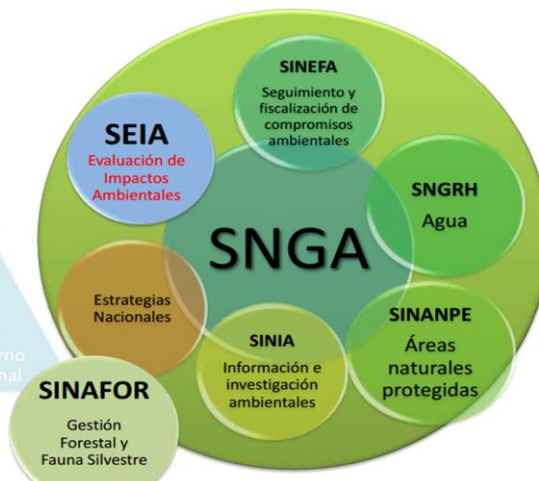 SINEFA
Seguimiento y
fiscalización de
compromisos
ambientales
SEIA
Evaluación de
Impactos
Ambientales
SNGRH
Agua
SNGA
Estrategias
Nacionales
SINIA
Información e
investigación
ambientales
SINANPE
Áreas
naturales
protegidas
SINAFOR
Gestión
Forestal y
Fauna Silvestre